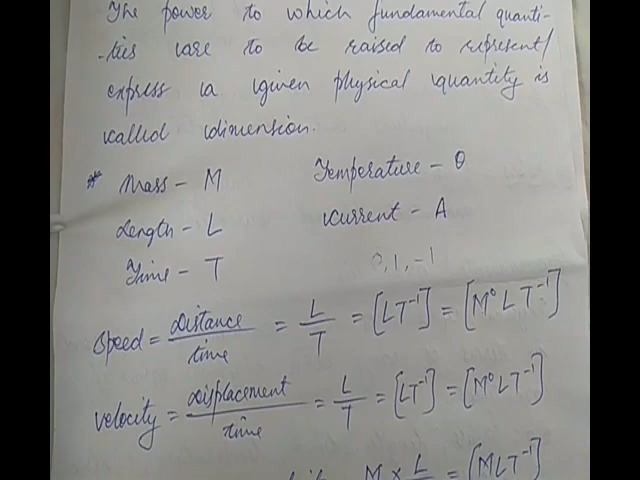 The power to which fundamental quanti-
-ties are to be raised to represent/
express a given physical quantity is
called dimension.
* Mass - M Temperature - θ
Length - L Current - A
Time - T 0, 1, -1
Speed = distance/time = L/T = [LT⁻¹] = [M⁰LT⁻¹]
velocity = displacement/time = L/T = [LT⁻¹] = [M⁰LT⁻¹]
M × L = [MLT⁻¹]